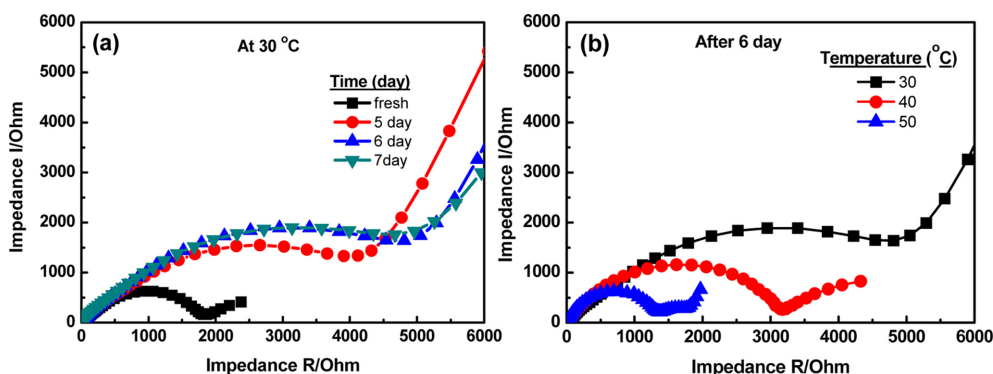 (a)
At 30 °C
Time (day)
fresh
5 day
6 day
7day
6000
5000
4000
3000
2000
1000
0
Impedance I/Ohm
0 1000 2000 3000 4000 5000 6000
Impedance R/Ohm
(b)
After 6 day
Temperature (°C)
30
40
50
6000
5000
4000
3000
2000
1000
0
Impedance I/Ohm
0 1000 2000 3000 4000 5000 6000
Impedance R/Ohm